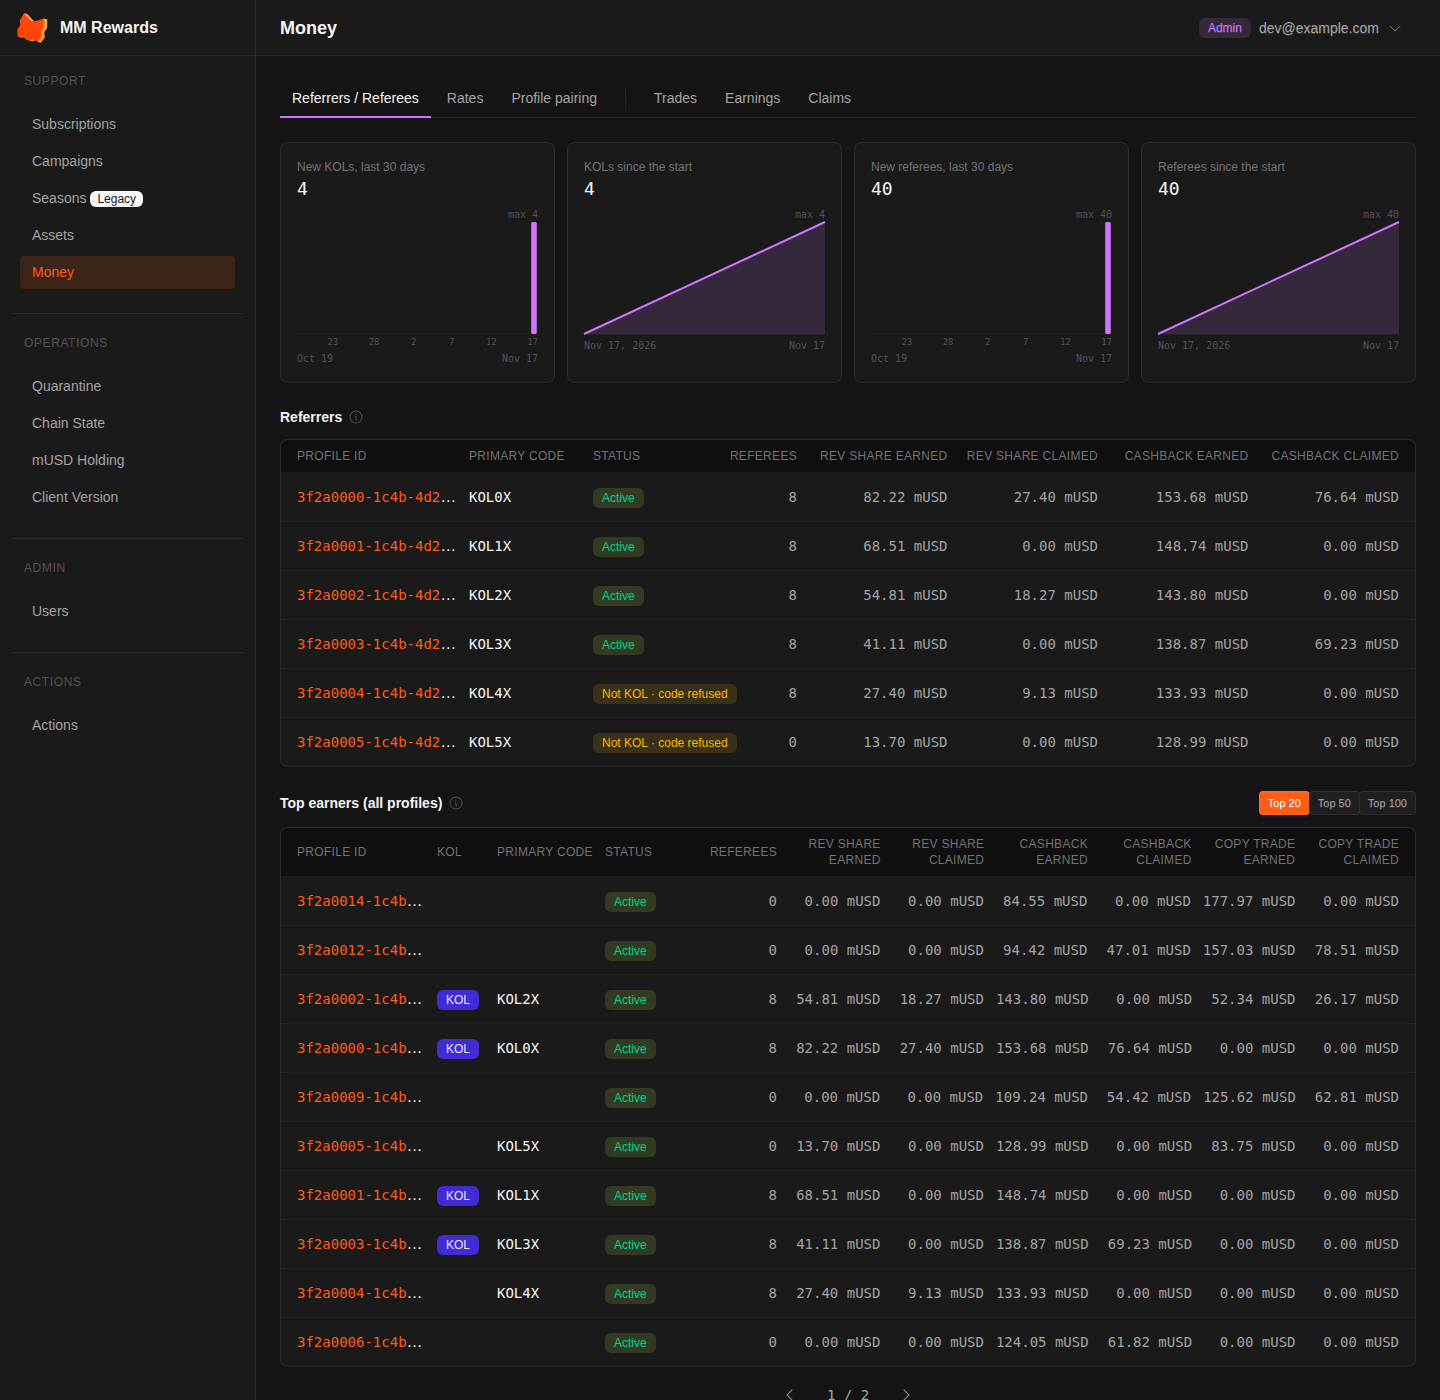 MM Rewards
Money
Admin dev@example.com
SUPPORT
Subscriptions
Campaigns
Seasons Legacy
Assets
Money
OPERATIONS
Quarantine
Chain State
mUSD Holding
Client Version
ADMIN
Users
ACTIONS
Actions
Referrers / Referees Rates Profile pairing Trades Earnings Claims
New KOLs, last 30 days
4
max 4
23 28 2 7 12 17
Oct 19 Nov 17
KOLs since the start
4
max 4
Nov 17, 2026 Nov 17
New referees, last 30 days
40
max 40
23 28 2 7 12 17
Oct 19 Nov 17
Referees since the start
40
max 40
Nov 17, 2026 Nov 17
Referrers
PROFILE ID PRIMARY CODE STATUS REFEREES REV SHARE EARNED REV SHARE CLAIMED CASHBACK EARNED CASHBACK CLAIMED
3f2a0000-1c4b-4d2... KOL0X Active 8 82.22 mUSD 27.40 mUSD 153.68 mUSD 76.64 mUSD
3f2a0001-1c4b-4d2... KOL1X Active 8 68.51 mUSD 0.00 mUSD 148.74 mUSD 0.00 mUSD
3f2a0002-1c4b-4d2... KOL2X Active 8 54.81 mUSD 18.27 mUSD 143.80 mUSD 0.00 mUSD
3f2a0003-1c4b-4d2... KOL3X Active 8 41.11 mUSD 0.00 mUSD 138.87 mUSD 69.23 mUSD
3f2a0004-1c4b-4d2... KOL4X Not KOL · code refused 8 27.40 mUSD 9.13 mUSD 133.93 mUSD 0.00 mUSD
3f2a0005-1c4b-4d2... KOL5X Not KOL · code refused 0 13.70 mUSD 0.00 mUSD 128.99 mUSD 0.00 mUSD
Top earners (all profiles)
Top 20 Top 50 Top 100
PROFILE ID KOL PRIMARY CODE STATUS REFEREES REV SHARE EARNED REV SHARE CLAIMED CASHBACK EARNED CASHBACK CLAIMED COPY TRADE EARNED COPY TRADE CLAIMED
3f2a0014-1c4b... Active 0 0.00 mUSD 0.00 mUSD 84.55 mUSD 0.00 mUSD 177.97 mUSD 0.00 mUSD
3f2a0012-1c4b... Active 0 0.00 mUSD 0.00 mUSD 94.42 mUSD 47.01 mUSD 157.03 mUSD 78.51 mUSD
3f2a0002-1c4b... KOL KOL2X Active 8 54.81 mUSD 18.27 mUSD 143.80 mUSD 0.00 mUSD 52.34 mUSD 26.17 mUSD
3f2a0000-1c4b... KOL KOL0X Active 8 82.22 mUSD 27.40 mUSD 153.68 mUSD 76.64 mUSD 0.00 mUSD 0.00 mUSD
3f2a0009-1c4b... Active 0 0.00 mUSD 0.00 mUSD 109.24 mUSD 54.42 mUSD 125.62 mUSD 62.81 mUSD
3f2a0005-1c4b... KOL5X Active 0 13.70 mUSD 0.00 mUSD 128.99 mUSD 0.00 mUSD 83.75 mUSD 0.00 mUSD
3f2a0001-1c4b... KOL KOL1X Active 8 68.51 mUSD 0.00 mUSD 148.74 mUSD 0.00 mUSD 0.00 mUSD 0.00 mUSD
3f2a0003-1c4b... KOL KOL3X Active 8 41.11 mUSD 0.00 mUSD 138.87 mUSD 69.23 mUSD 0.00 mUSD 0.00 mUSD
3f2a0004-1c4b... KOL4X Active 8 27.40 mUSD 9.13 mUSD 133.93 mUSD 0.00 mUSD 0.00 mUSD 0.00 mUSD
3f2a0006-1c4b... Active 0 0.00 mUSD 0.00 mUSD 124.05 mUSD 61.82 mUSD 0.00 mUSD 0.00 mUSD
1 / 2